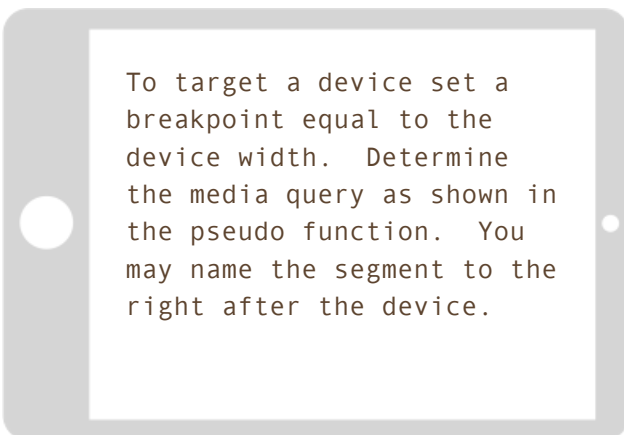 To target a device set a
breakpoint equal to the
device width.  Determine
the media query as shown in
the pseudo function.  You
may name the segment to the
right after the device.